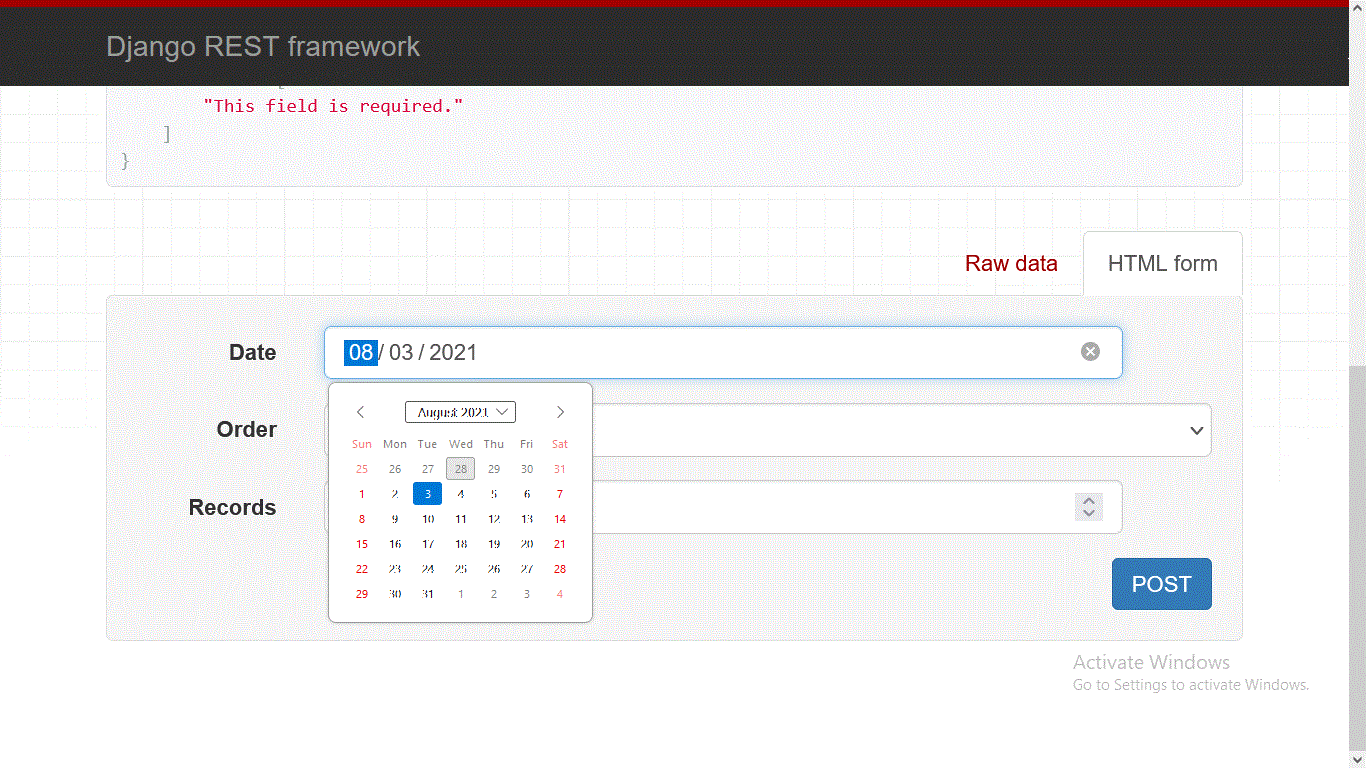 Django REST framework
[
"This field is required."
]
}
Raw data HTML form
Date 08/ 03 / 2021
August 2021
Sun Mon Tue Wed Thu Fri Sat
25 26 27 28 29 30 31
1 2 3 4 5 6 7
8 9 10 11 12 13 14
15 16 17 18 19 20 21
22 23 24 25 26 27 28
29 30 31 1 2 3 4
Order
Records
POST
Activate Windows
Go to Settings to activate Windows.